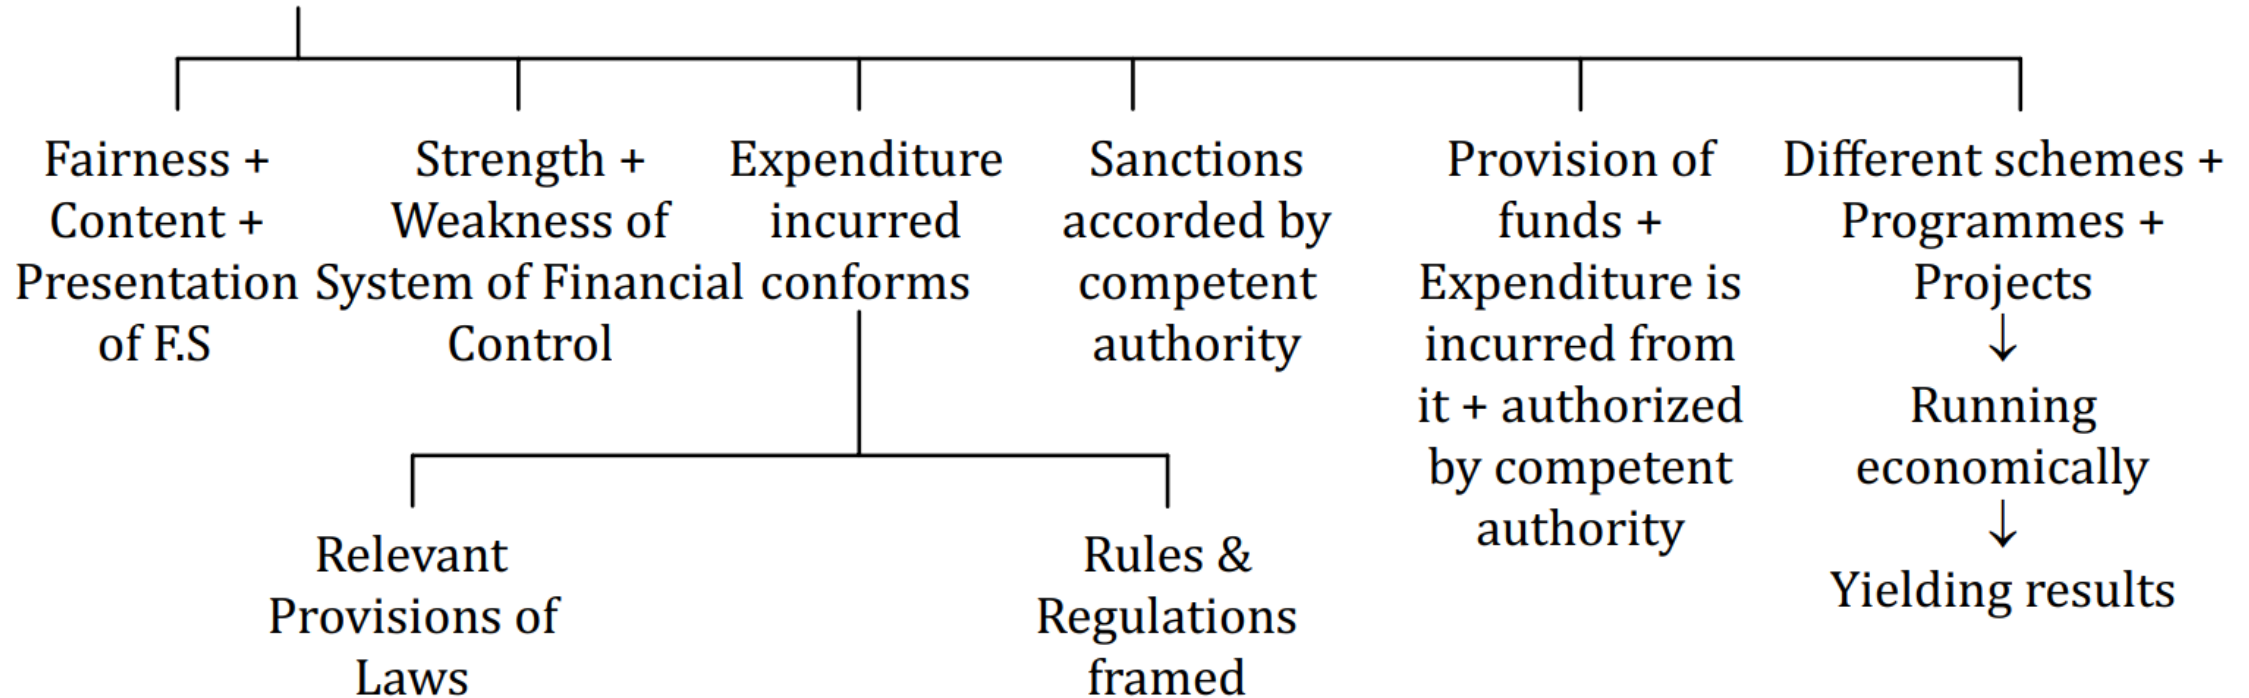 Fairness +
Content +
Presentation
of F.S
Strength +
Weakness of
System of Financial
Control
Expenditure
incurred
conforms
Relevant
Provisions of
Laws
Rules &
Regulations
framed
Sanctions
accorded by
competent
authority
Provision of
funds +
Expenditure is
incurred from
it + authorized
by competent
authority
Different schemes +
Programmes +
Projects
↓
Running
economically
↓
Yielding results